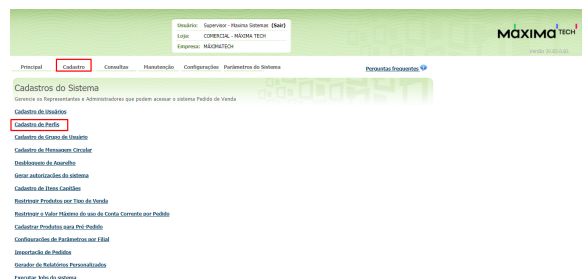 Usuário: Supervisor - Maxima Sistemas (Sair)
Loja: COMERCIAL - MÁXIMA TECH
Empresa: MÁXIMATECH
MÁXIMA TECH
Principal Cadastro Consultas Manutenção Configurações Parâmetros do Sistema Perguntas frequentes
Cadastros do Sistema
Gerencie os Representantes e Administradores que podem acessar o sistema Pedido de Venda
Cadastro de Usuários
Cadastro de Perfis
Cadastro de Grupo de Usuário
Cadastro de Mensagem Circular
Desbloqueio de Aparelho
Gerar autorizações do sistema
Cadastro de Itens Capitães
Restringir Produtos por Tipo de Venda
Restringir o Valor Máximo do uso de Conta Corrente por Pedido
Cadastrar Produtos para Pré-Pedido
Configurações de Parâmetros por Filial
Importação de Pedidos
Gerador de Relatórios Personalizados
Executar Jobs do sistema